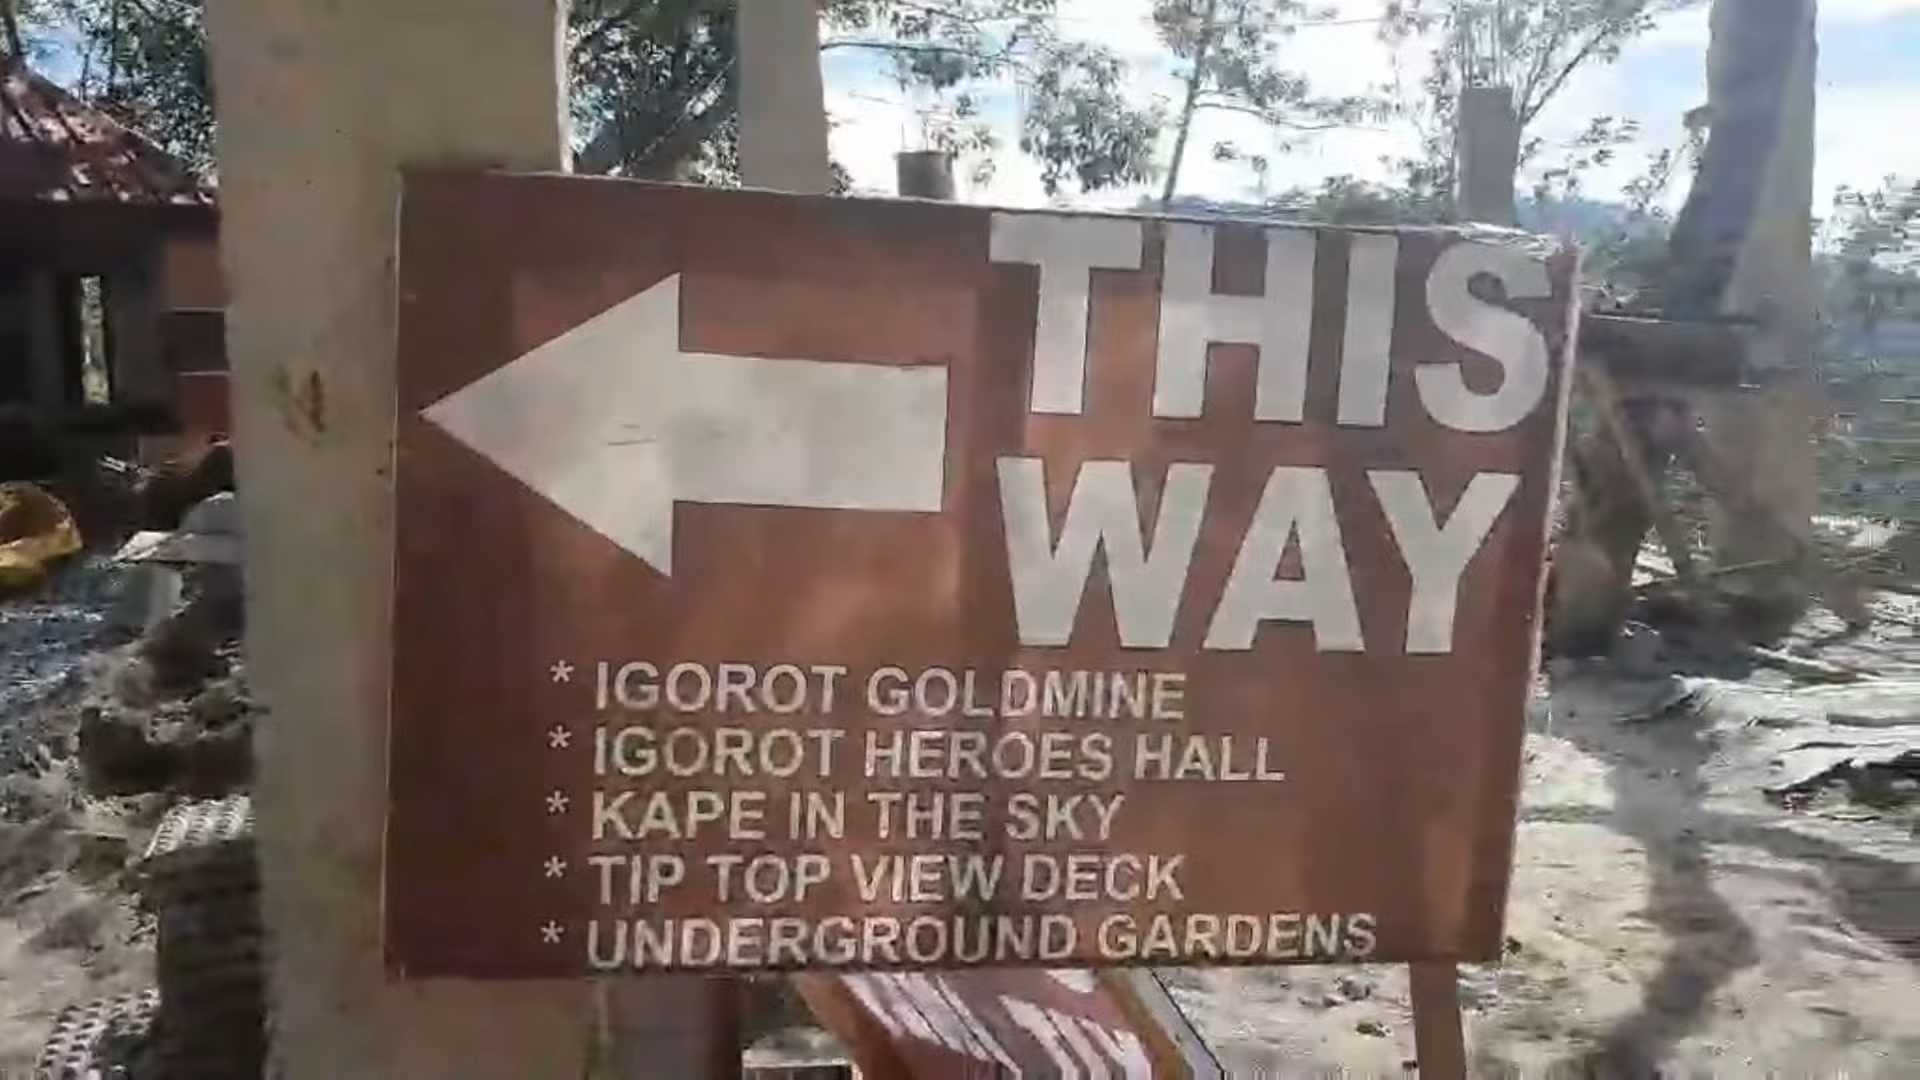 THIS
WAY
* IGOROT GOLDMINE
* IGOROT HEROES HALL
* KAPE IN THE SKY
* TIP TOP VIEW DECK
* UNDERGROUND GARDENS